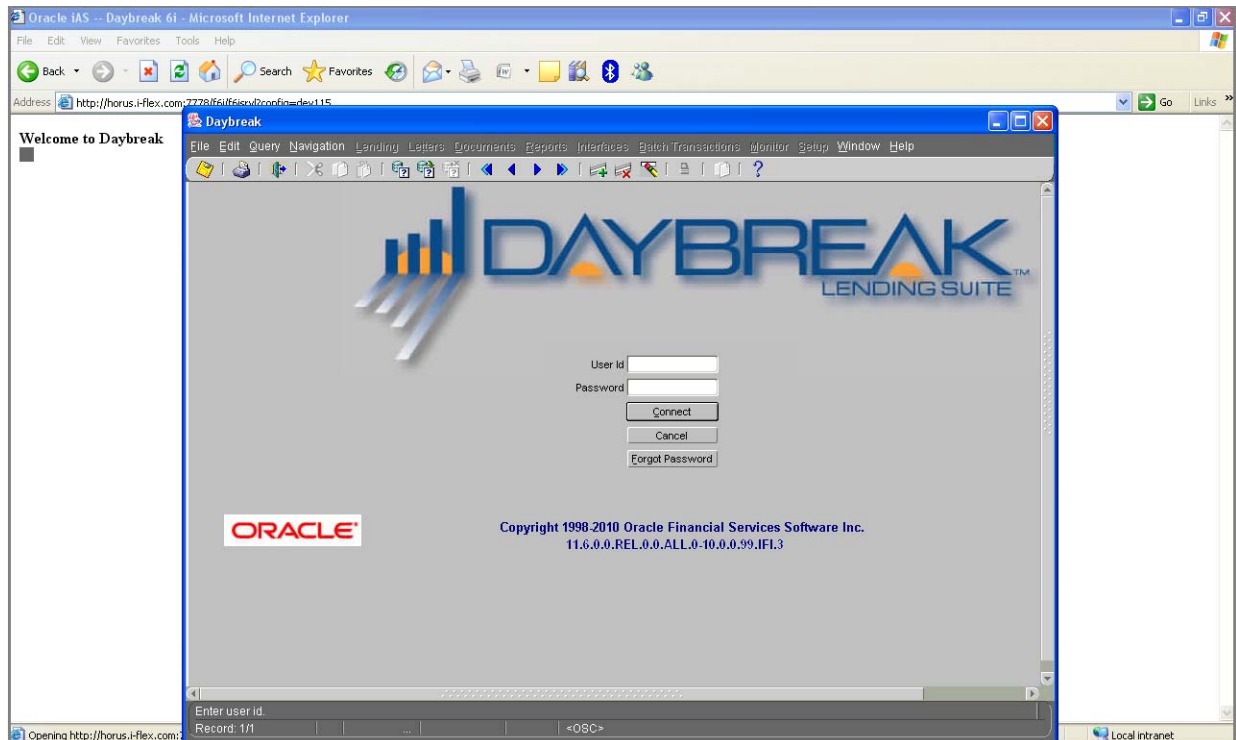 Oracle iAS -- Daybreak 6i - Microsoft Internet Explorer
File Edit View Favorites Tools Help
Back Search Favorites
Address http://horus.i-flex.com:7778/f6i/f6isrvl?config=dev115 Go Links »
Welcome to Daybreak
Daybreak
File Edit Query Navigation Lending Letters Documents Reports Interfaces Batch Transactions Monitor Setup Window Help
DAYBREAK TM
LENDING SUITE
User Id
Password
Connect
Cancel
Forgot Password
ORACLE
Copyright 1998-2010 Oracle Financial Services Software Inc.
11.6.0.0.REL.0.0.ALL.0-10.0.0.99.IFI.3
Enter user id.
Record: 1/1 ... <OSC>
Opening http://horus.i-flex.com: Local intranet